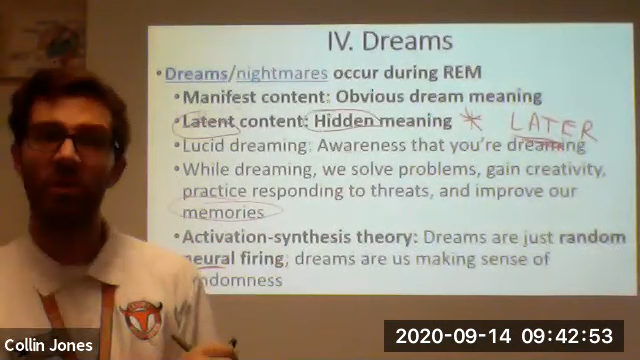 IV. Dreams
• Dreams/nightmares occur during REM
• Manifest content: Obvious dream meaning
• Latent content: Hidden meaning * LATER
• Lucid dreaming: Awareness that you're dreaming
• While dreaming, we solve problems, gain creativity,
practice responding to threats, and improve our
memories
• Activation-synthesis theory: Dreams are just random
neural firing; dreams are us making sense of
Collin Jones
2020-09-14 09:42:53